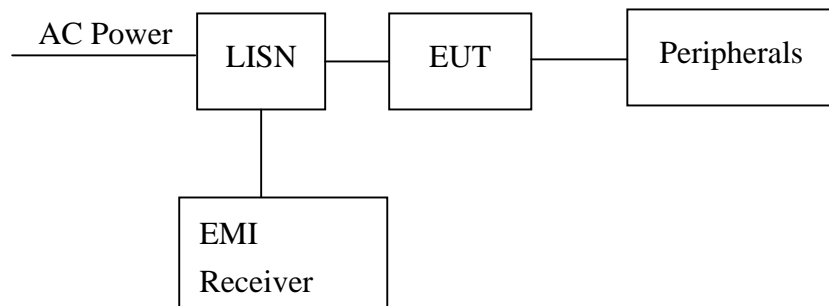 AC Power
LISN
EUT
Peripherals
EMI
Receiver